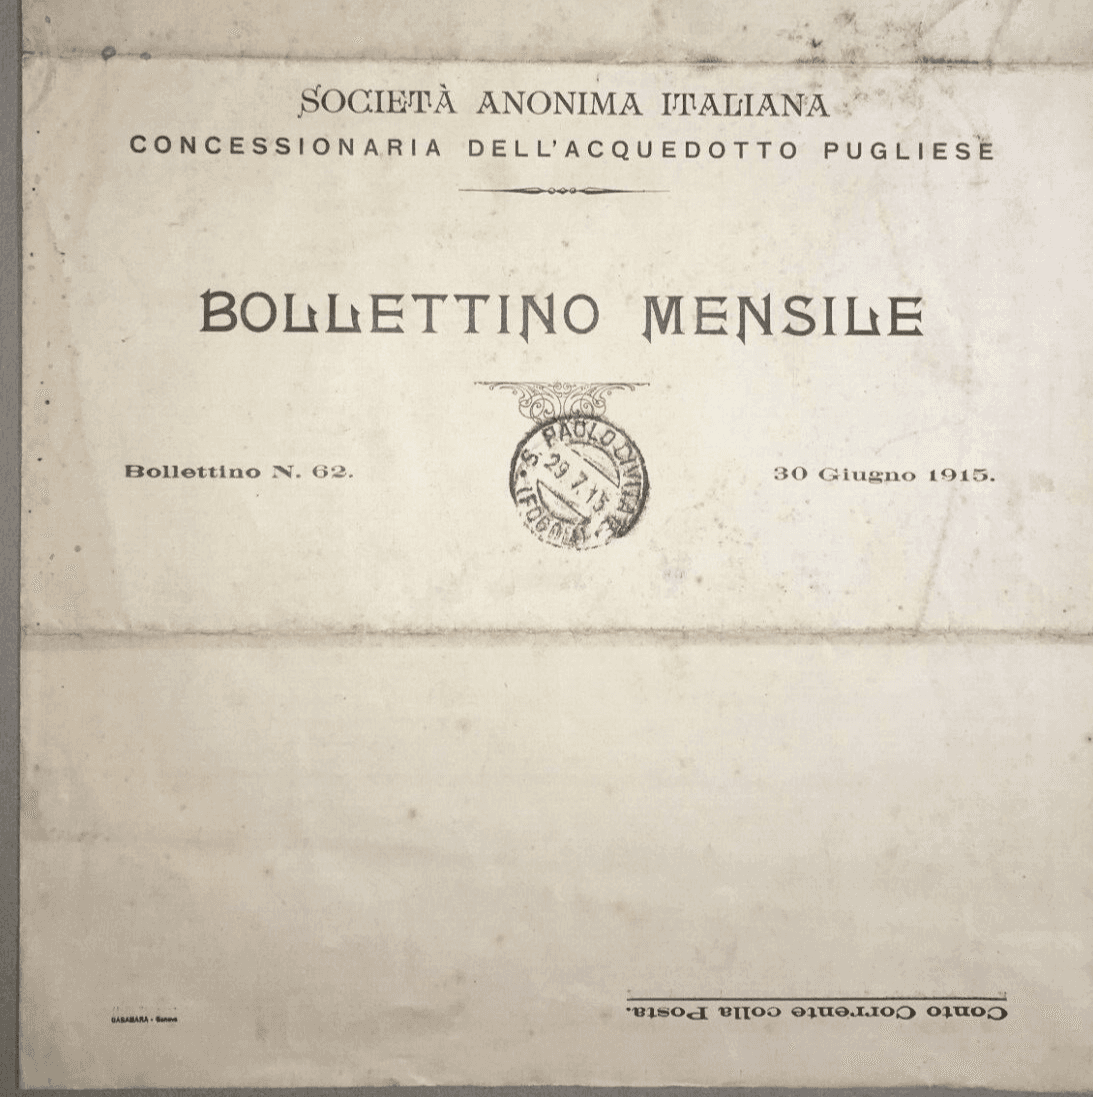 SOCIETÀ ANONIMA ITALIANA
CONCESSIONARIA DELL'ACQUEDOTTO PUGLIESE
BOLLETTINO MENSILE
S. PAOLO CIVITA
29.7.15
(FOGGIA)
Bollettino N. 62.
30 Giugno 1915.
Conto Corrente colla Posta.